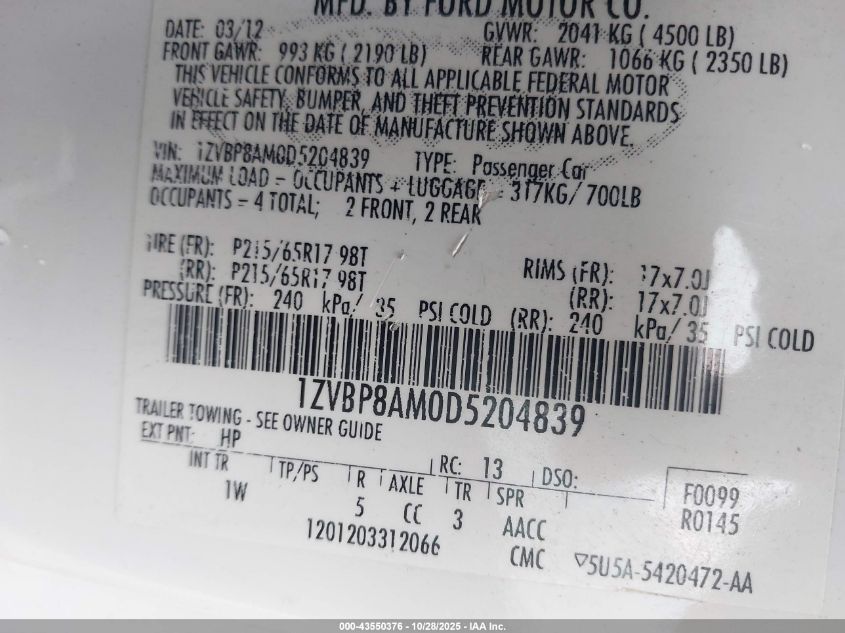 MFD. BY FORD MOTOR CO.
DATE: 03/12 GVWR: 2041 KG ( 4500 LB)
FRONT GAWR: 993 KG ( 2190 LB) REAR GAWR: 1066 KG ( 2350 LB)
THIS VEHICLE CONFORMS TO ALL APPLICABLE FEDERAL MOTOR
VEHICLE SAFETY, BUMPER, AND THEFT PREVENTION STANDARDS
IN EFFECT ON THE DATE OF MANUFACTURE SHOWN ABOVE.
VIN: 1ZVBP8AM0D5204839 TYPE: Passenger Car
MAXIMUM LOAD = OCCUPANTS + LUGGAGE = 317KG/ 700LB
OCCUPANTS = 4 TOTAL; 2 FRONT, 2 REAR
TIRE (FR): P215/65R17 98T RIMS (FR): 17x7.0J
(RR): P215/65R17 98T (RR): 17x7.0J
PRESSURE (FR): 240 kPa/ 35 PSI COLD (RR): 240 kPa/ 35 PSI COLD
1ZVBP8AM0D5204839
TRAILER TOWING - SEE OWNER GUIDE
EXT PNT: HP RC: 13 DSO: F0099
INT TR TP/PS R AXLE TR SPR R0145
1W 5 CC 3 AACC
1201203312066 CMC ▽5U5A-5420472-AA
000-43550376 | 10/28/2025 - IAA Inc.